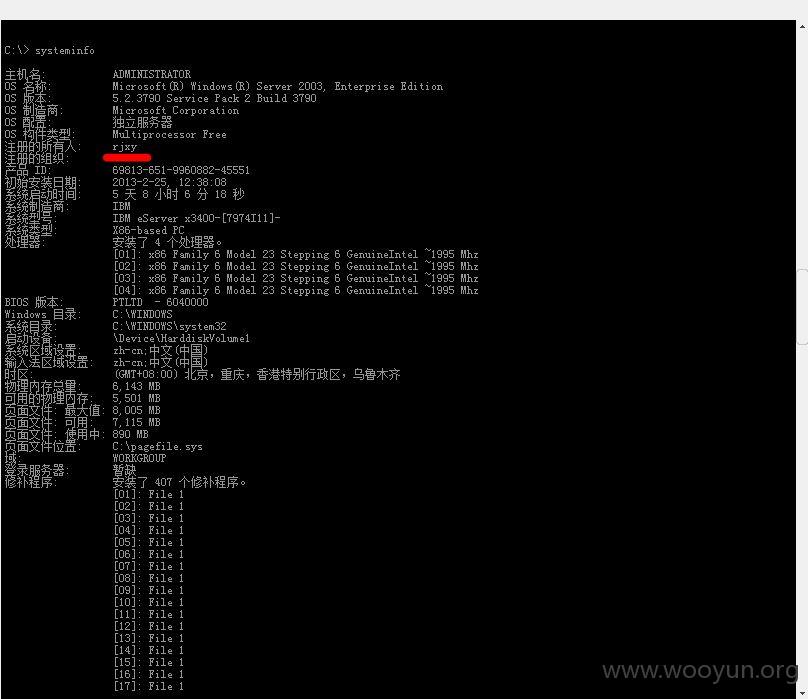 C:\> systeminfo
主机名: ADMINISTRATOR
OS 名称: Microsoft(R) Windows(R) Server 2003, Enterprise Edition
OS 版本: 5.2.3790 Service Pack 2 Build 3790
OS 制造商: Microsoft Corporation
OS 配置: 独立服务器
OS 构件类型: Multiprocessor Free
注册的所有人: rjxy
注册的组织:
产品 ID: 69813-651-9960882-45551
初始安装日期: 2013-2-25, 12:38:08
系统启动时间: 5 天 8 小时 6 分 18 秒
系统制造商: IBM
系统型号: IBM eServer x3400-[7974I11]-
系统类型: X86-based PC
处理器: 安装了 4 个处理器。
[01]: x86 Family 6 Model 23 Stepping 6 GenuineIntel ~1995 Mhz
[02]: x86 Family 6 Model 23 Stepping 6 GenuineIntel ~1995 Mhz
[03]: x86 Family 6 Model 23 Stepping 6 GenuineIntel ~1995 Mhz
[04]: x86 Family 6 Model 23 Stepping 6 GenuineIntel ~1995 Mhz
BIOS 版本: PTLTD  - 6040000
Windows 目录: C:\WINDOWS
系统目录: C:\WINDOWS\system32
启动设备: \Device\HarddiskVolume1
系统区域设置: zh-cn;中文(中国)
输入法区域设置: zh-cn;中文(中国)
时区: (GMT+08:00) 北京，重庆，香港特别行政区，乌鲁木齐
物理内存总量: 6,143 MB
可用的物理内存: 5,501 MB
页面文件: 最大值: 8,005 MB
页面文件: 可用: 7,115 MB
页面文件: 使用中: 890 MB
页面文件位置: C:\pagefile.sys
域: WORKGROUP
登录服务器: 暂缺
修补程序: 安装了 407 个修补程序。
[01]: File 1
[02]: File 1
[03]: File 1
[04]: File 1
[05]: File 1
[06]: File 1
[07]: File 1
[08]: File 1
[09]: File 1
[10]: File 1
[11]: File 1
[12]: File 1
[13]: File 1
[14]: File 1
[15]: File 1
[16]: File 1
[17]: File 1
www.wooyun.org